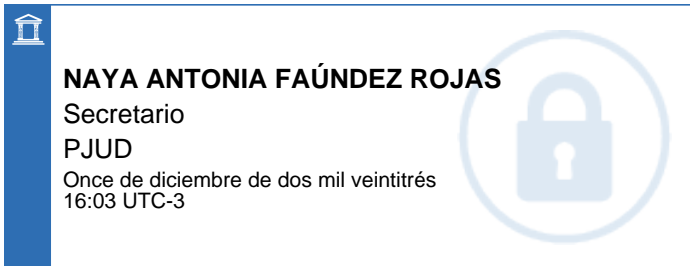 NAYA ANTONIA FAÚNDEZ ROJAS
Secretario
PJUD
Once de diciembre de dos mil veintitrés
16:03 UTC-3